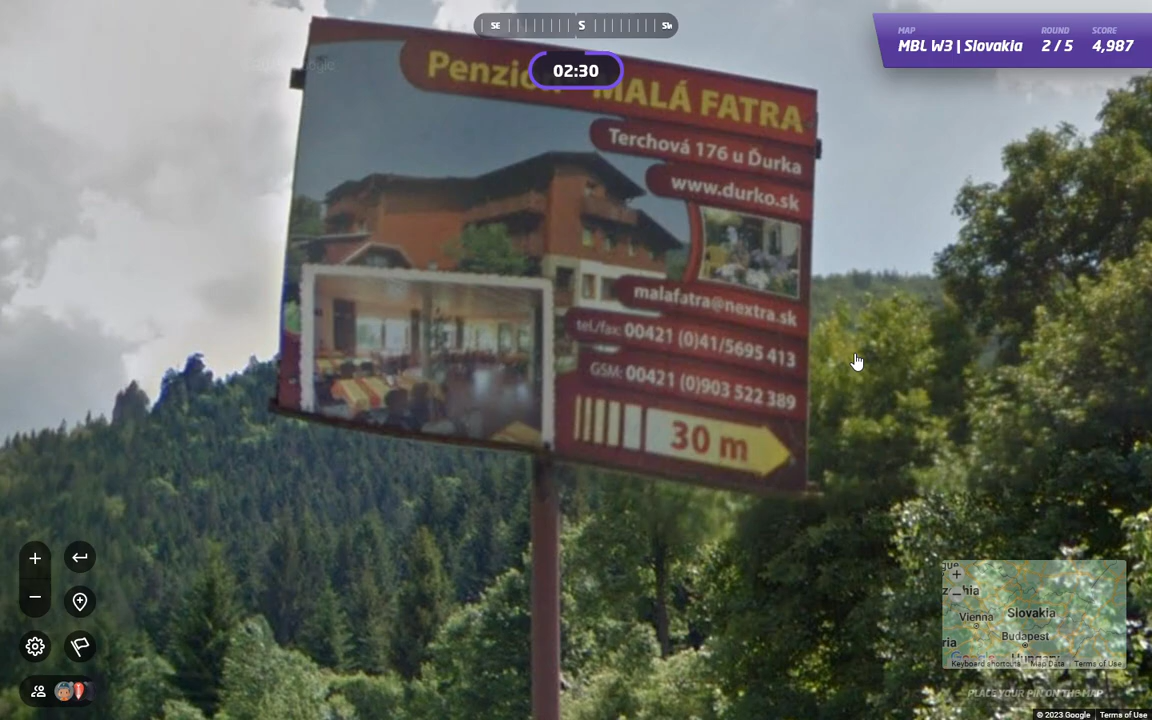 SE
S
SW
02:30
MAP
MBL W3 | Slovakia
ROUND
2 / 5
SCORE
4,987
MALÁ FATRA
Terchová 176 u Ďurka
www.durko.sk
malafatra@nextra.sk
tel./fax: 00421 (0)41/5695 413
GSM: 00421 (0)903 522 389
30 m
+
−
+
−
Vienna
Slovakia
Budapest
Hungary
Keyboard shortcuts
Map Data
Terms of Use
PLACE YOUR PIN ON THE MAP
© 2023 Google
Terms of Use